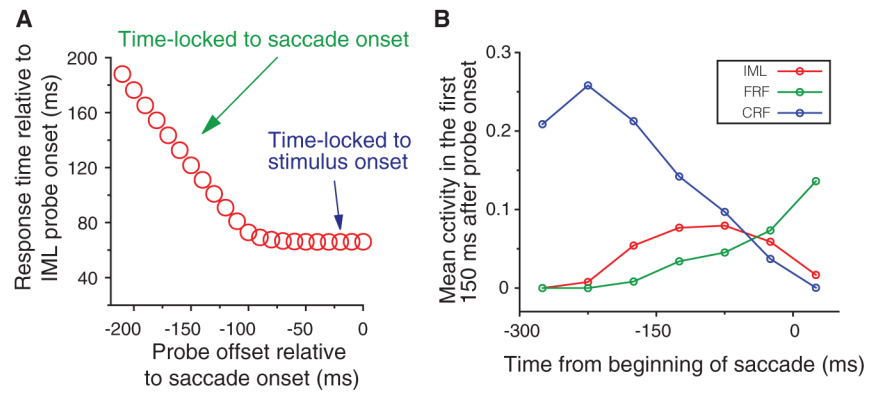 A
Time-locked to saccade onset
Time-locked to
stimulus onset
Response time relative to
IML probe onset (ms)
200
160
120
80
40
-200
-150
-100
-50
0
Probe offset relative
to saccade onset (ms)
B
IML
FRF
CRF
Mean cctivity in the first
150 ms after probe onset
0.3
0.2
0.1
0
-300
-150
0
Time from beginning of saccade (ms)